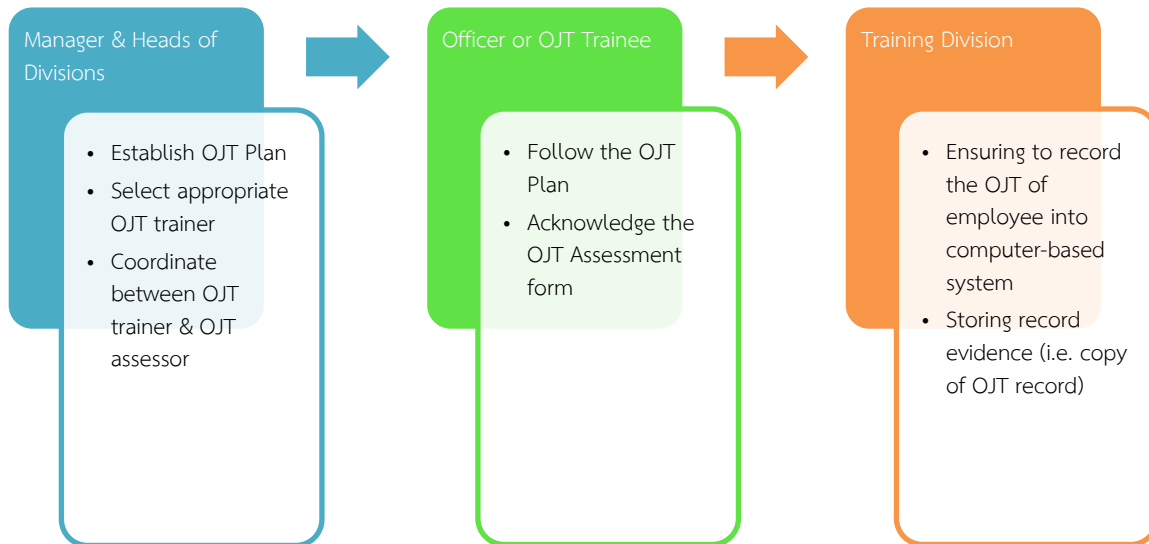 Manager & Heads of
Divisions
• Establish OJT Plan
• Select appropriate
OJT trainer
• Coordinate
between OJT
trainer & OJT
assessor
Officer or OJT Trainee
• Follow the OJT
Plan
• Acknowledge the
OJT Assessment
form
Training Division
• Ensuring to record
the OJT of
employee into
computer-based
system
• Storing record
evidence (i.e. copy
of OJT record)